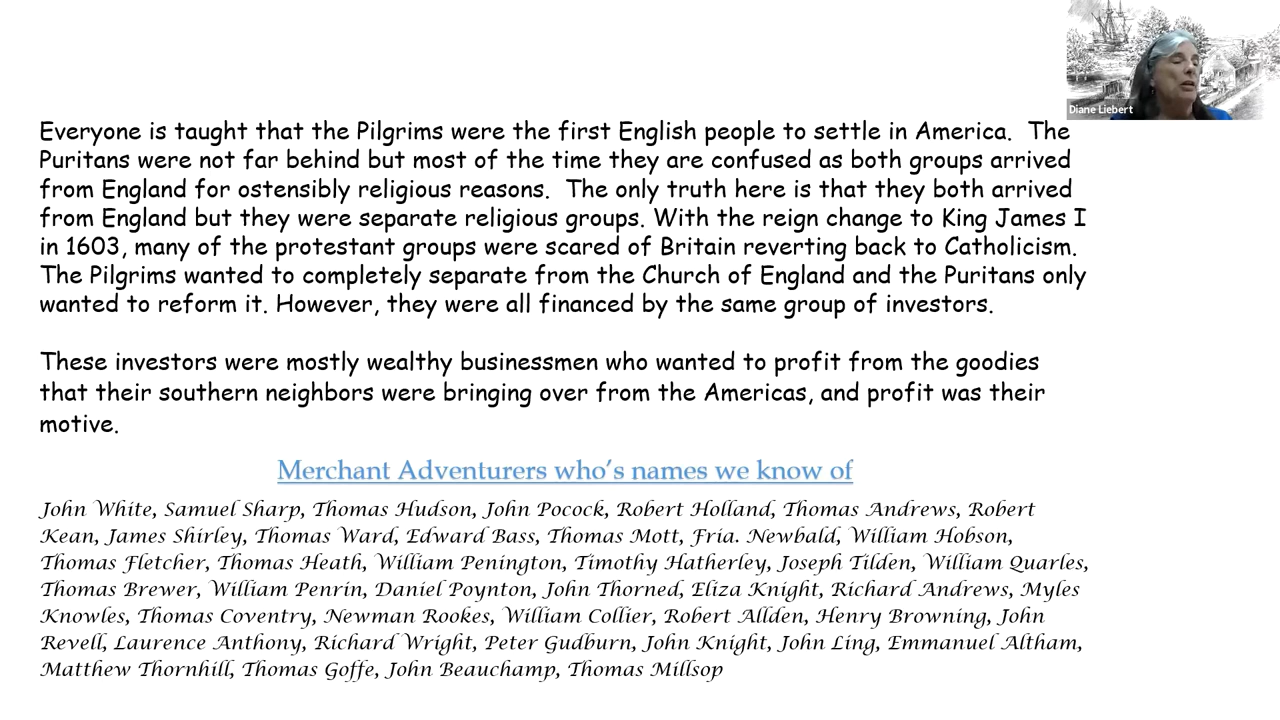 Diane Liebert
Everyone is taught that the Pilgrims were the first English people to settle in America.  The
Puritans were not far behind but most of the time they are confused as both groups arrived
from England for ostensibly religious reasons.  The only truth here is that they both arrived
from England but they were separate religious groups. With the reign change to King James I
in 1603, many of the protestant groups were scared of Britain reverting back to Catholicism.
The Pilgrims wanted to completely separate from the Church of England and the Puritans only
wanted to reform it. However, they were all financed by the same group of investors.
These investors were mostly wealthy businessmen who wanted to profit from the goodies
that their southern neighbors were bringing over from the Americas, and profit was their
motive.
Merchant Adventurers who’s names we know of
John White, Samuel Sharp, Thomas Hudson, John Pocock, Robert Holland, Thomas Andrews, Robert
Kean, James Shirley, Thomas Ward, Edward Bass, Thomas Mott, Fria. Newbald, William Hobson,
Thomas Fletcher, Thomas Heath, William Penington, Timothy Hatherley, Joseph Tilden, William Quarles,
Thomas Brewer, William Penrin, Daniel Poynton, John Thorned, Eliza Knight, Richard Andrews, Myles
Knowles, Thomas Coventry, Newman Rookes, William Collier, Robert Allden, Henry Browning, John
Revell, Laurence Anthony, Richard Wright, Peter Gudburn, John Knight, John Ling, Emmanuel Altham,
Matthew Thornhill, Thomas Goffe, John Beauchamp, Thomas Millsop